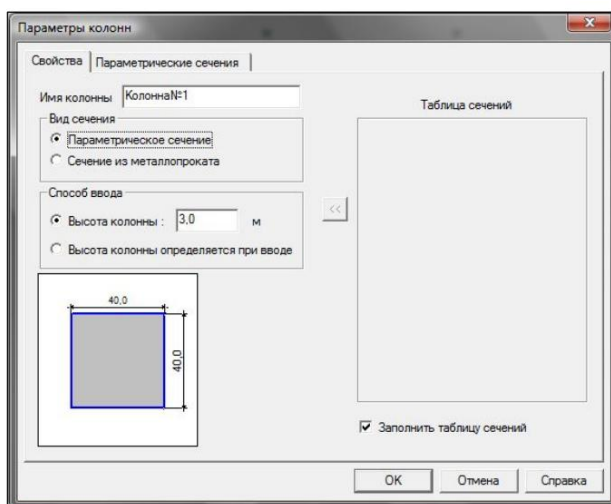 Параметры колонн
Свойства
Параметрические сечения
Имя колонны
Колонна№1
Вид сечения
Параметрическое сечение
Сечение из металлопроката
Способ ввода
Высота колонны :
3,0
м
Высота колонны определяется при вводе
40,0
40,0
<<
Таблица сечений
Заполнить таблицу сечений
OK
Отмена
Справка